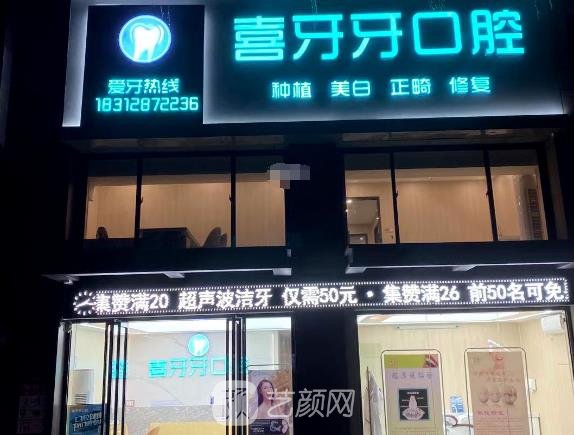 喜牙牙口腔
爱牙热线
18312872236
种植 美白 正畸 修复
集赞满20 超声波洁牙 仅需50元·集赞满26 前50名可免
喜牙牙口腔
艺颜网